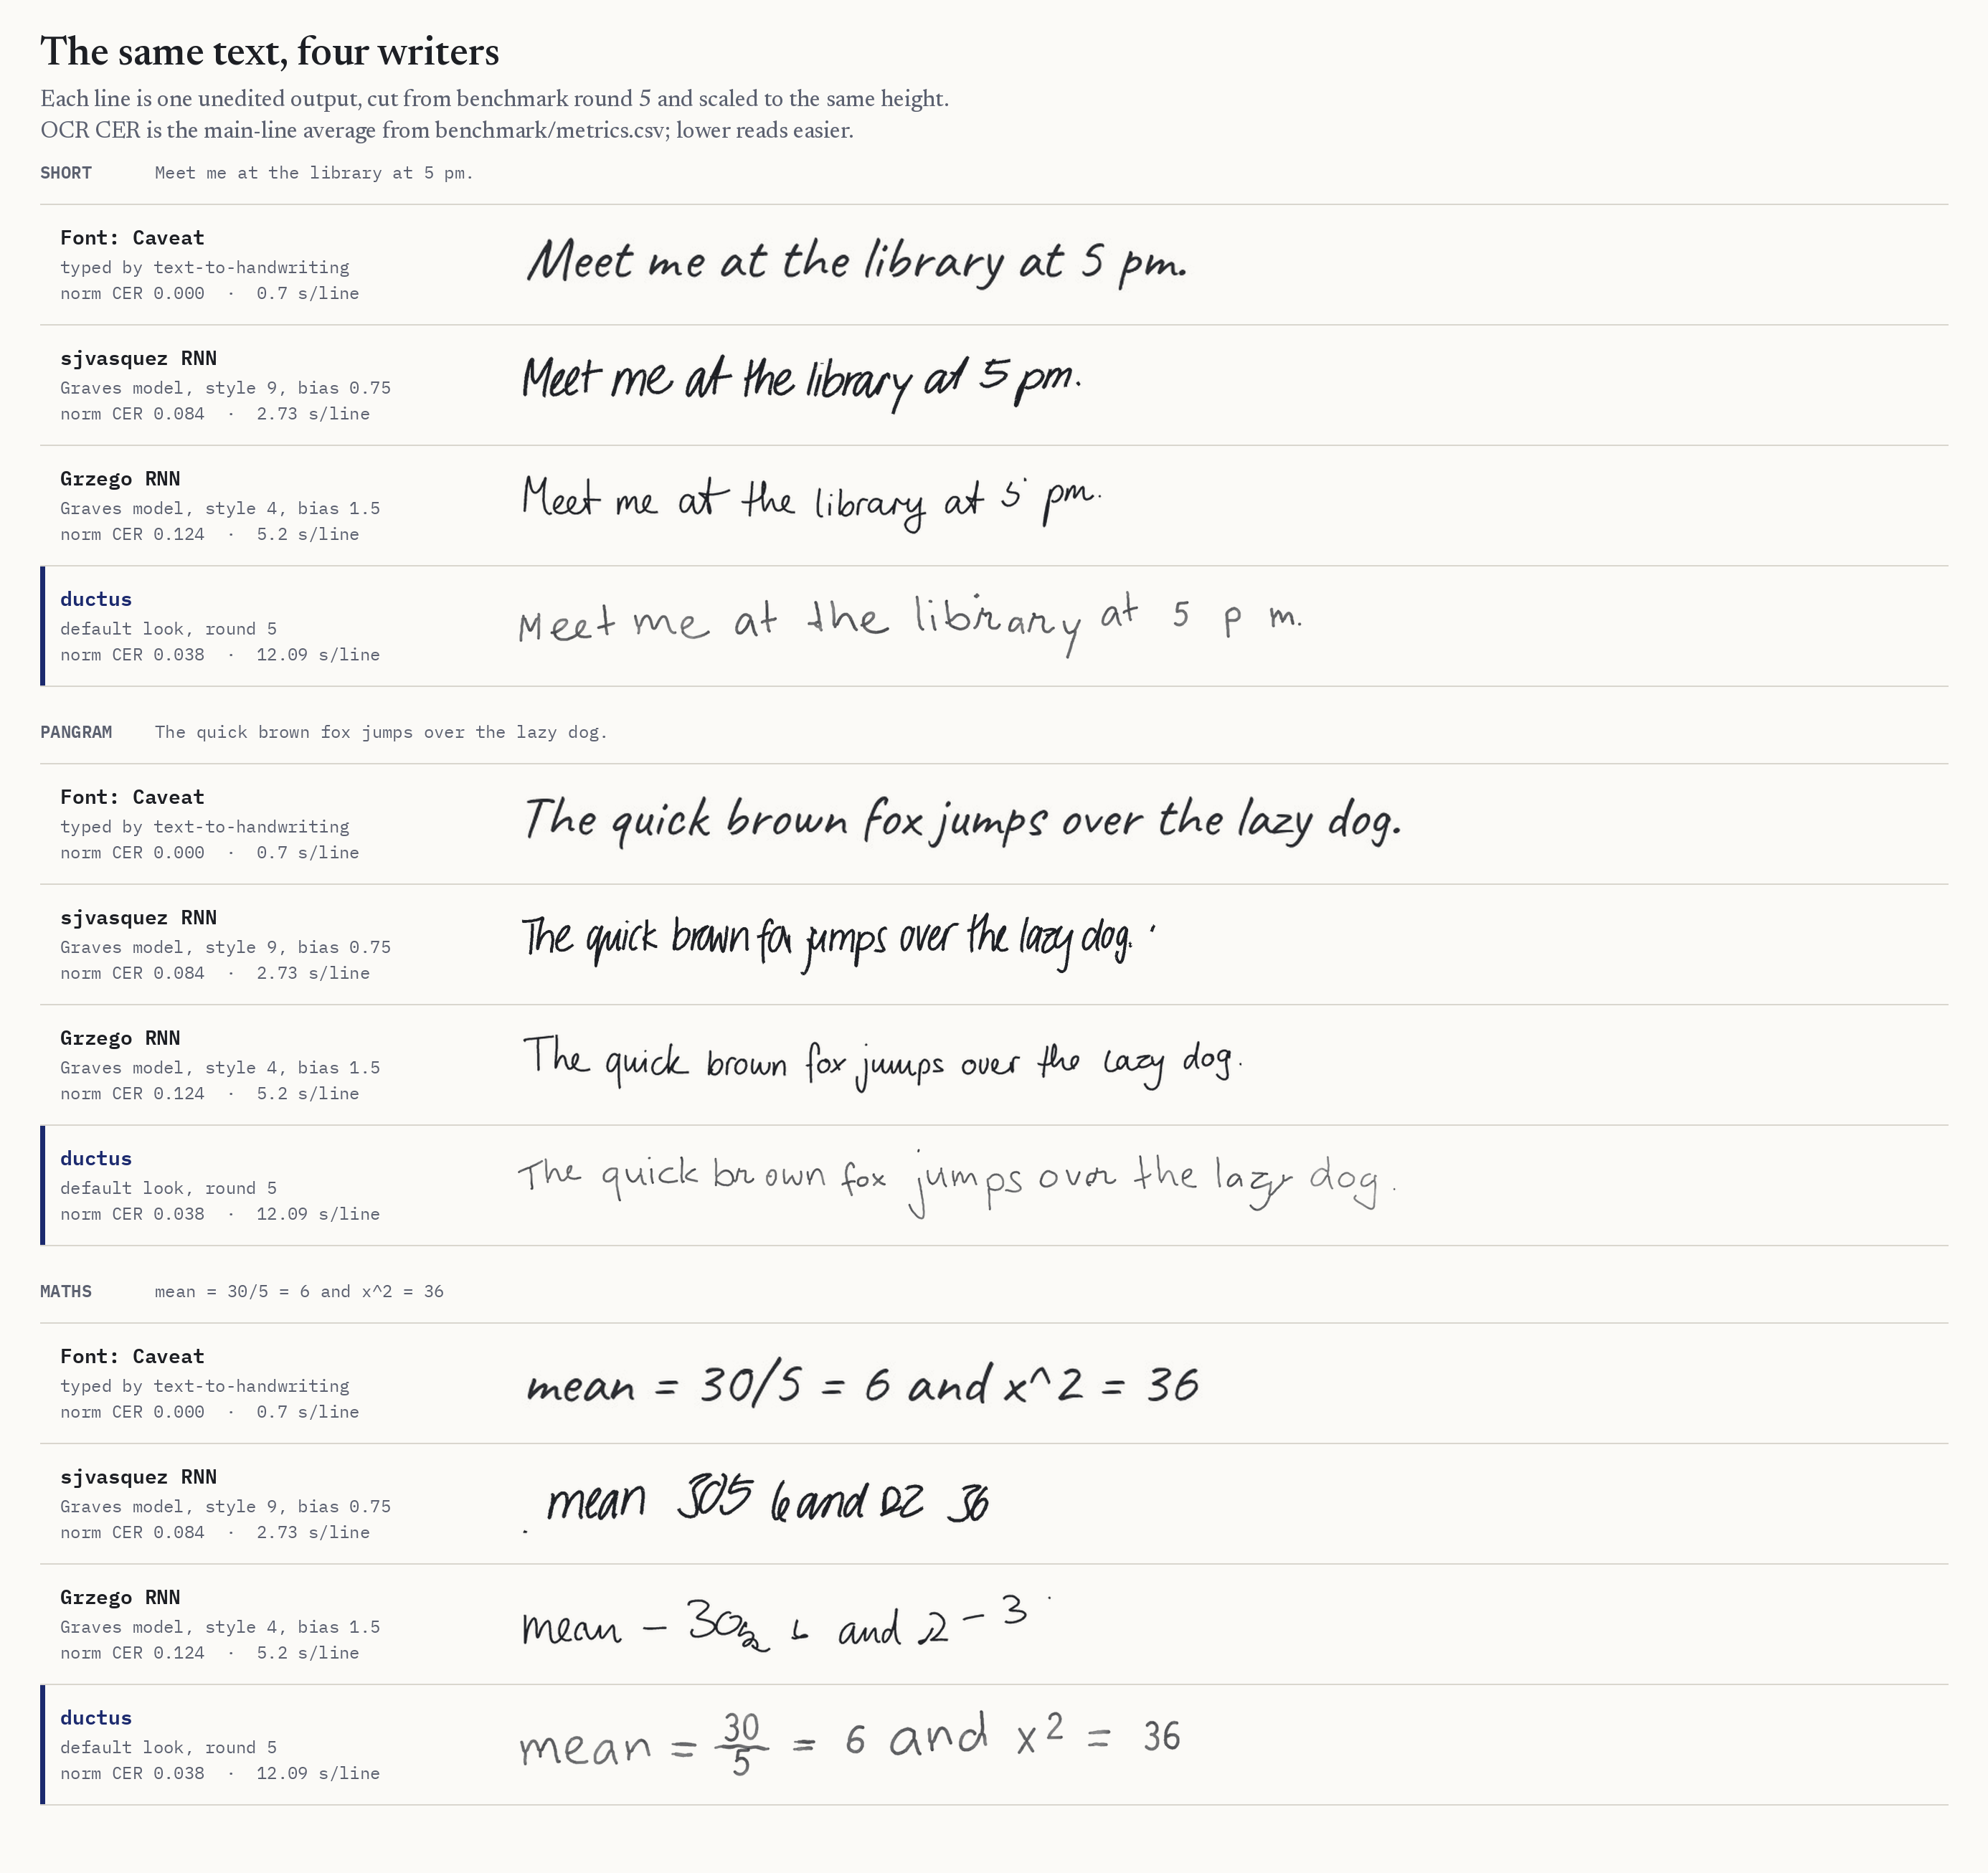 The same text, four writers
Each line is one unedited output, cut from benchmark round 5 and scaled to the same height.
OCR CER is the main-line average from benchmark/metrics.csv; lower reads easier.
SHORT Meet me at the library at 5 pm.
Font: Caveat
typed by text-to-handwriting
norm CER 0.000 · 0.7 s/line
Meet me at the library at 5 pm.
sjvasquez RNN
Graves model, style 9, bias 0.75
norm CER 0.084 · 2.73 s/line
Meet me at the library at 5 pm.
Grzego RNN
Graves model, style 4, bias 1.5
norm CER 0.124 · 5.2 s/line
Meet me at the library at 5 pm.
ductus
default look, round 5
norm CER 0.038 · 12.09 s/line
Meet me at the library at 5 p m.
PANGRAM The quick brown fox jumps over the lazy dog.
Font: Caveat
typed by text-to-handwriting
norm CER 0.000 · 0.7 s/line
The quick brown fox jumps over the lazy dog.
sjvasquez RNN
Graves model, style 9, bias 0.75
norm CER 0.084 · 2.73 s/line
The quick brown fa jumps over the lazy dog.
Grzego RNN
Graves model, style 4, bias 1.5
norm CER 0.124 · 5.2 s/line
The quick brown fox jumps over the lazy dog.
ductus
default look, round 5
norm CER 0.038 · 12.09 s/line
The quick brown fox jumps over the lazy dog.
MATHS mean = 30/5 = 6 and x^2 = 36
Font: Caveat
typed by text-to-handwriting
norm CER 0.000 · 0.7 s/line
mean = 30/5 = 6 and x^2 = 36
sjvasquez RNN
Graves model, style 9, bias 0.75
norm CER 0.084 · 2.73 s/line
. mean 305 6 and D2 36
Grzego RNN
Graves model, style 4, bias 1.5
norm CER 0.124 · 5.2 s/line
mean - 30 and 2 - 3
ductus
default look, round 5
norm CER 0.038 · 12.09 s/line
mean = 30/5 = 6 and x² = 36